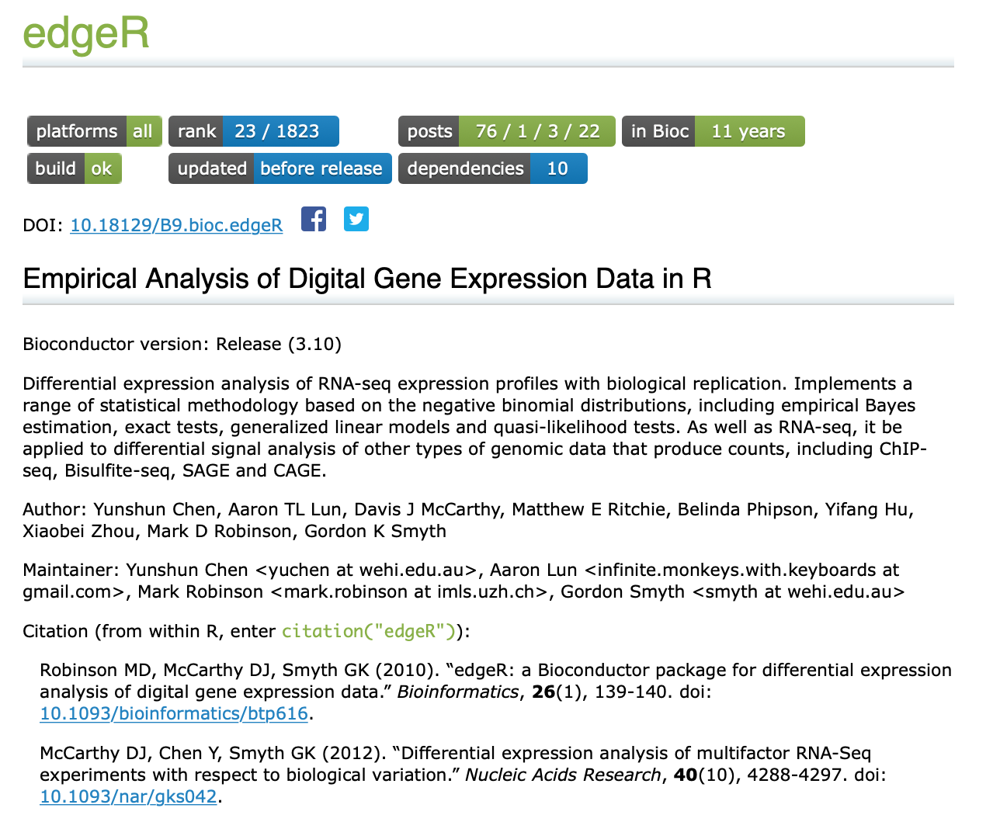 edgeR
platforms all rank 23 / 1823 posts 76 / 1 / 3 / 22 in Bioc 11 years
build ok updated before release dependencies 10
DOI: 10.18129/B9.bioc.edgeR
Empirical Analysis of Digital Gene Expression Data in R
Bioconductor version: Release (3.10)
Differential expression analysis of RNA-seq expression profiles with biological replication. Implements a
range of statistical methodology based on the negative binomial distributions, including empirical Bayes
estimation, exact tests, generalized linear models and quasi-likelihood tests. As well as RNA-seq, it be
applied to differential signal analysis of other types of genomic data that produce counts, including ChIP-
seq, Bisulfite-seq, SAGE and CAGE.
Author: Yunshun Chen, Aaron TL Lun, Davis J McCarthy, Matthew E Ritchie, Belinda Phipson, Yifang Hu,
Xiaobei Zhou, Mark D Robinson, Gordon K Smyth
Maintainer: Yunshun Chen <yuchen at wehi.edu.au>, Aaron Lun <infinite.monkeys.with.keyboards at
gmail.com>, Mark Robinson <mark.robinson at imls.uzh.ch>, Gordon Smyth <smyth at wehi.edu.au>
Citation (from within R, enter citation("edgeR")):
Robinson MD, McCarthy DJ, Smyth GK (2010). “edgeR: a Bioconductor package for differential expression
analysis of digital gene expression data.” Bioinformatics, 26(1), 139-140. doi:
10.1093/bioinformatics/btp616.
McCarthy DJ, Chen Y, Smyth GK (2012). “Differential expression analysis of multifactor RNA-Seq
experiments with respect to biological variation.” Nucleic Acids Research, 40(10), 4288-4297. doi:
10.1093/nar/gks042.